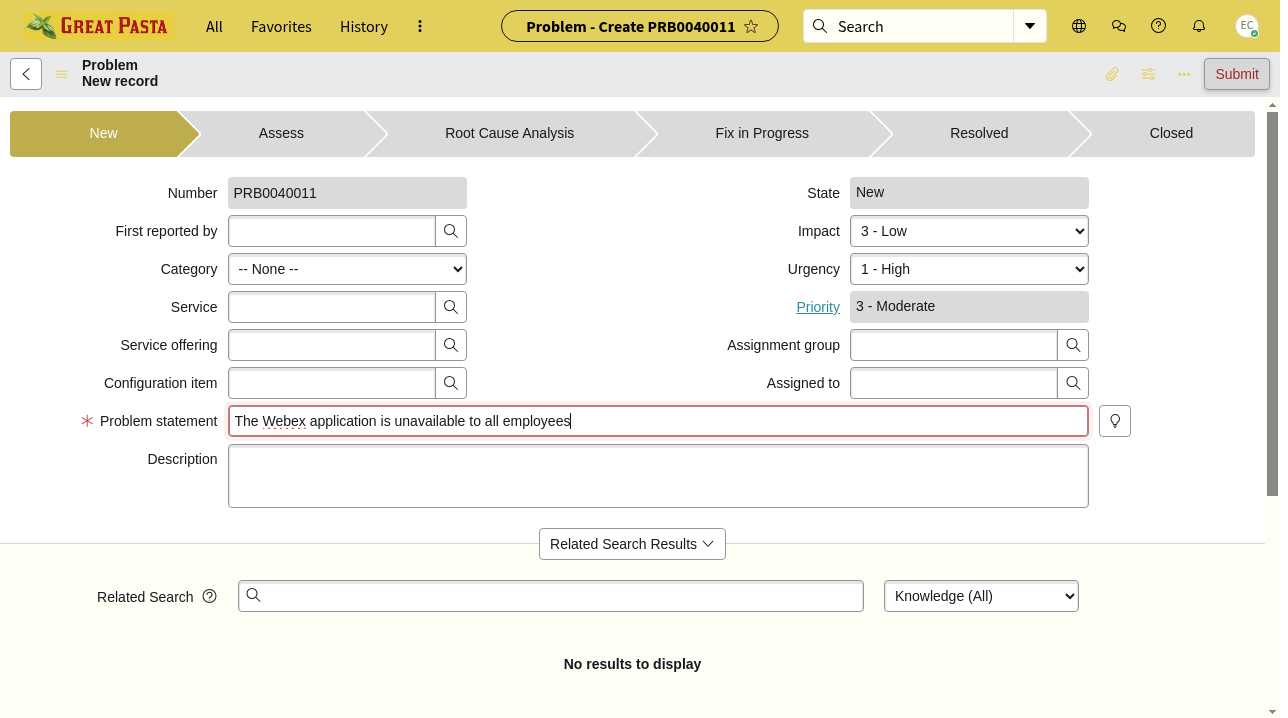 GREAT PASTA
All
Favorites
History
Problem - Create PRB0040011
Search
EC
Problem
New record
Submit
New
Assess
Root Cause Analysis
Fix in Progress
Resolved
Closed
Number
PRB0040011
State
New
First reported by
Impact
3 - Low
Category
-- None --
Urgency
1 - High
Service
Priority
3 - Moderate
Service offering
Assignment group
Configuration item
Assigned to
Problem statement
The Webex application is unavailable to all employees
Description
Related Search Results
Related Search
Knowledge (All)
No results to display